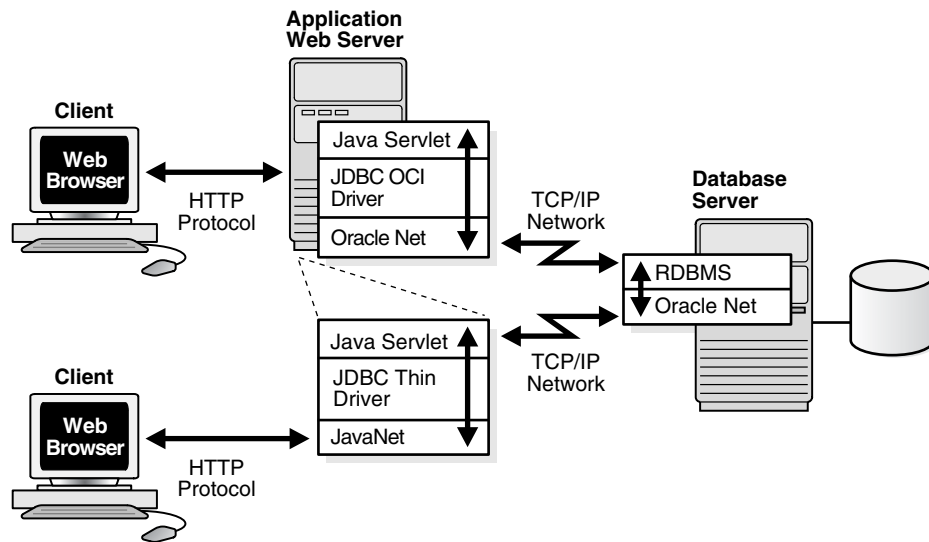 Application
Web Server
Client
Web
Browser
HTTP
Protocol
Java Servlet
JDBC OCI
Driver
Oracle Net
TCP/IP
Network
Database
Server
RDBMS
Oracle Net
Java Servlet
JDBC Thin
Driver
JavaNet
TCP/IP
Network
Client
Web
Browser
HTTP
Protocol